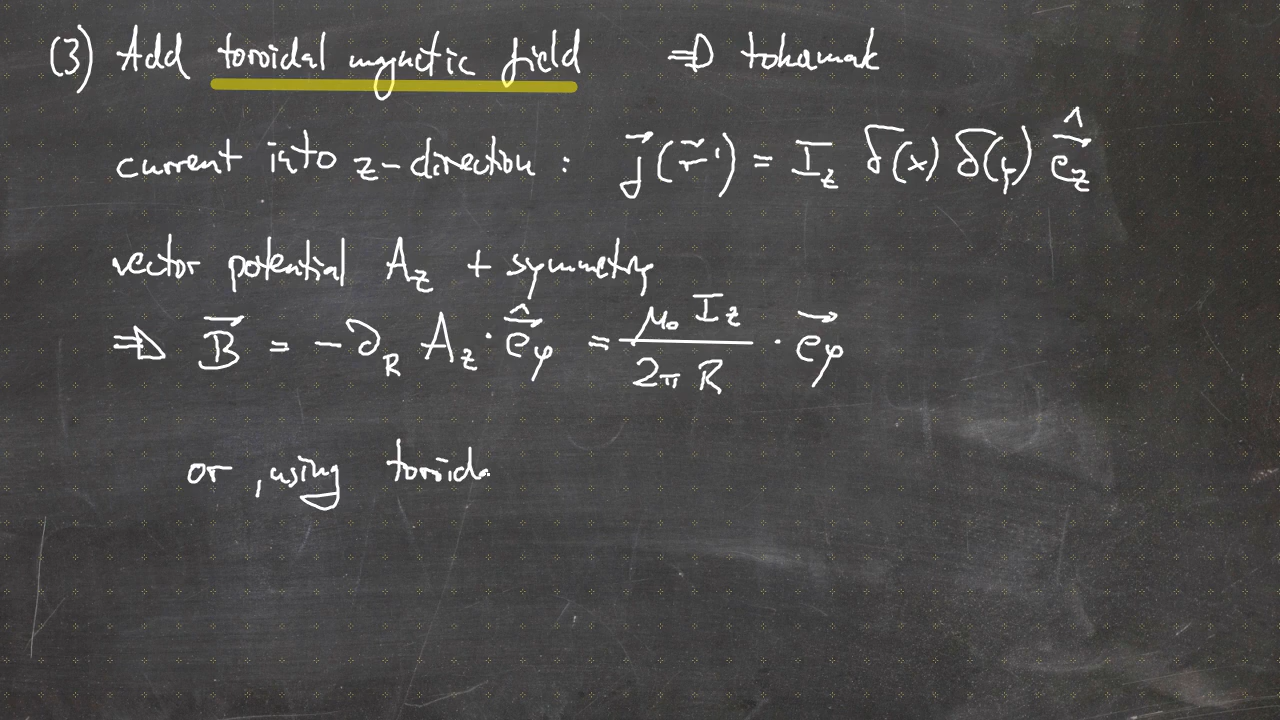 (3) Add toroidal magnetic field ⇒ tokamak
current into z-direction : j⃗(r⃗') = I_z δ(x) δ(y) ê_z
vector potential A_z + symmetry
⇒ B⃗ = -∂_R A_z · ê_φ = μ₀ I_z / 2π R · e⃗_φ
or, using toroida